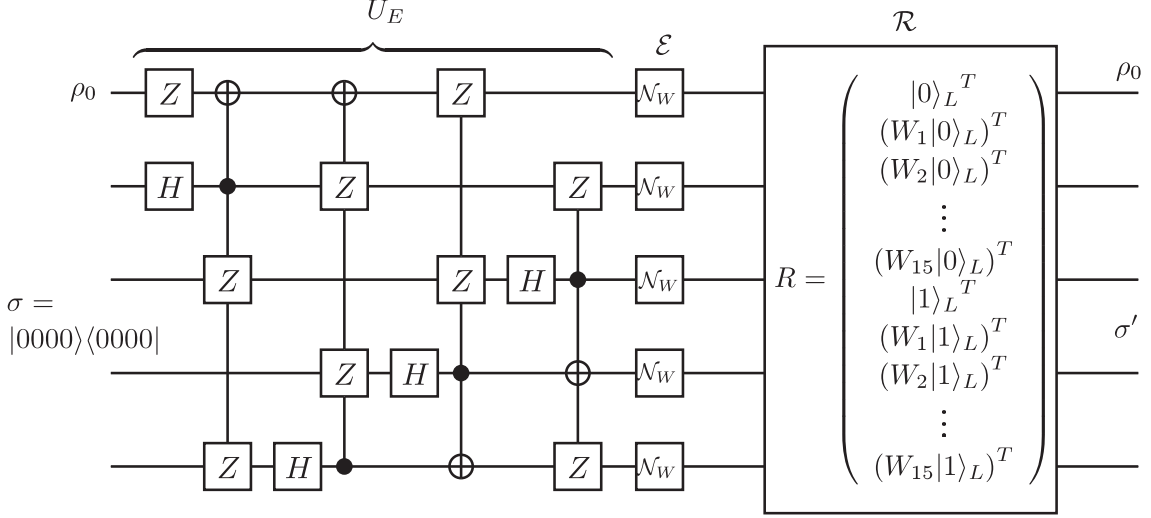 U_E
ℰ
ℛ
ρ₀ Z Z 𝒩_W ρ₀
H Z Z 𝒩_W
Z Z H 𝒩_W
Z H 𝒩_W
Z H Z 𝒩_W
σ =
|0000⟩⟨0000|
R =
|0⟩_L^T
(W₁|0⟩_L)^T
(W₂|0⟩_L)^T
⋮
(W₁₅|0⟩_L)^T
|1⟩_L^T
(W₁|1⟩_L)^T
(W₂|1⟩_L)^T
⋮
(W₁₅|1⟩_L)^T
σ′